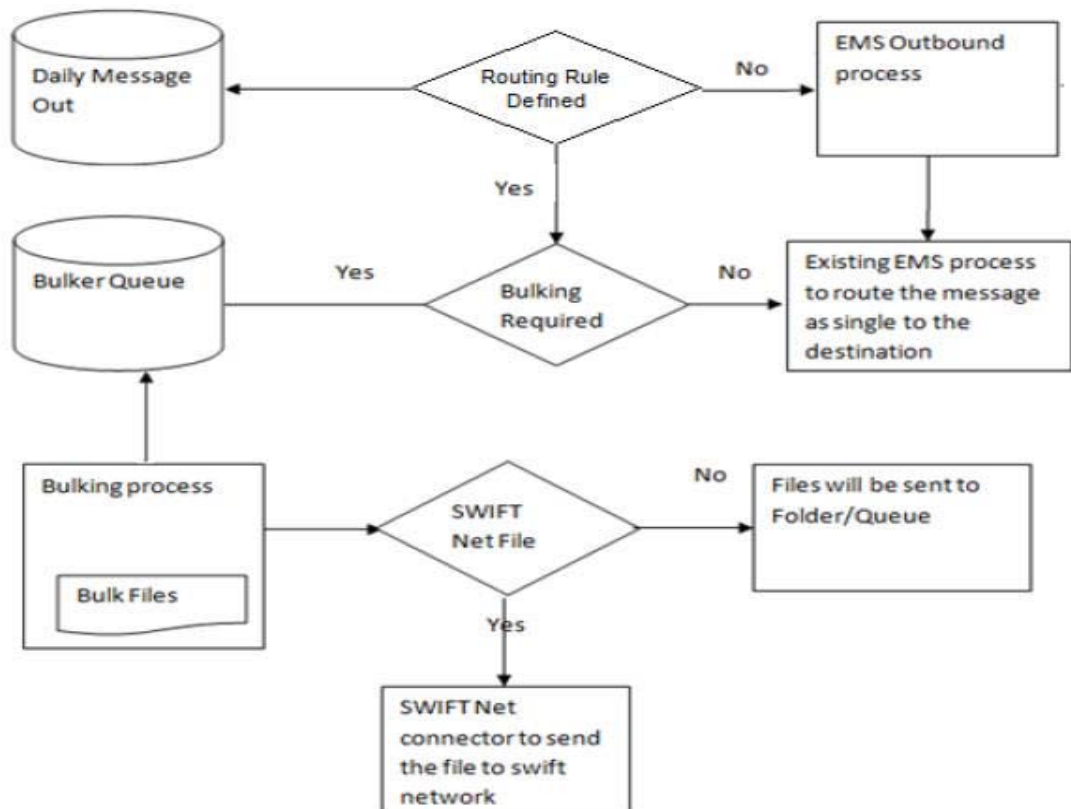 Daily Message
Out
Routing Rule
Defined
No
EMS Outbound
process
Yes
Bulker Queue
Yes
Bulking
Required
No
Existing EMS process
to route the message
as single to the
destination
Bulking process
Bulk Files
SWIFT
Net File
No
Files will be sent to
Folder/Queue
Yes
SWIFT Net
connector to send
the file to swift
network